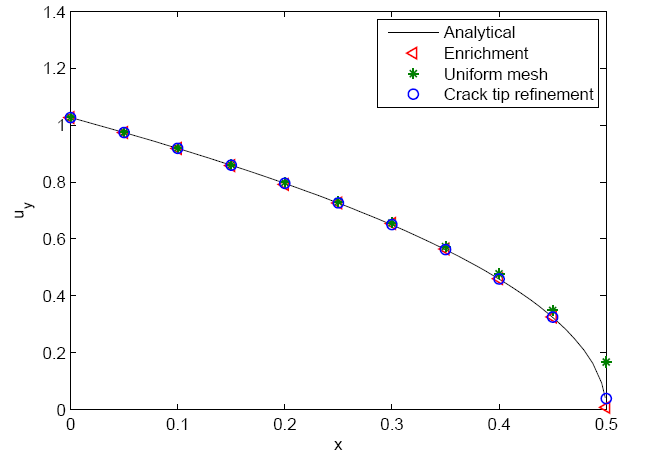 1.4
1.2
1
0.8
0.6
0.4
0.2
0
u_y
0 0.1 0.2 0.3 0.4 0.5
x
Analytical
Enrichment
Uniform mesh
Crack tip refinement